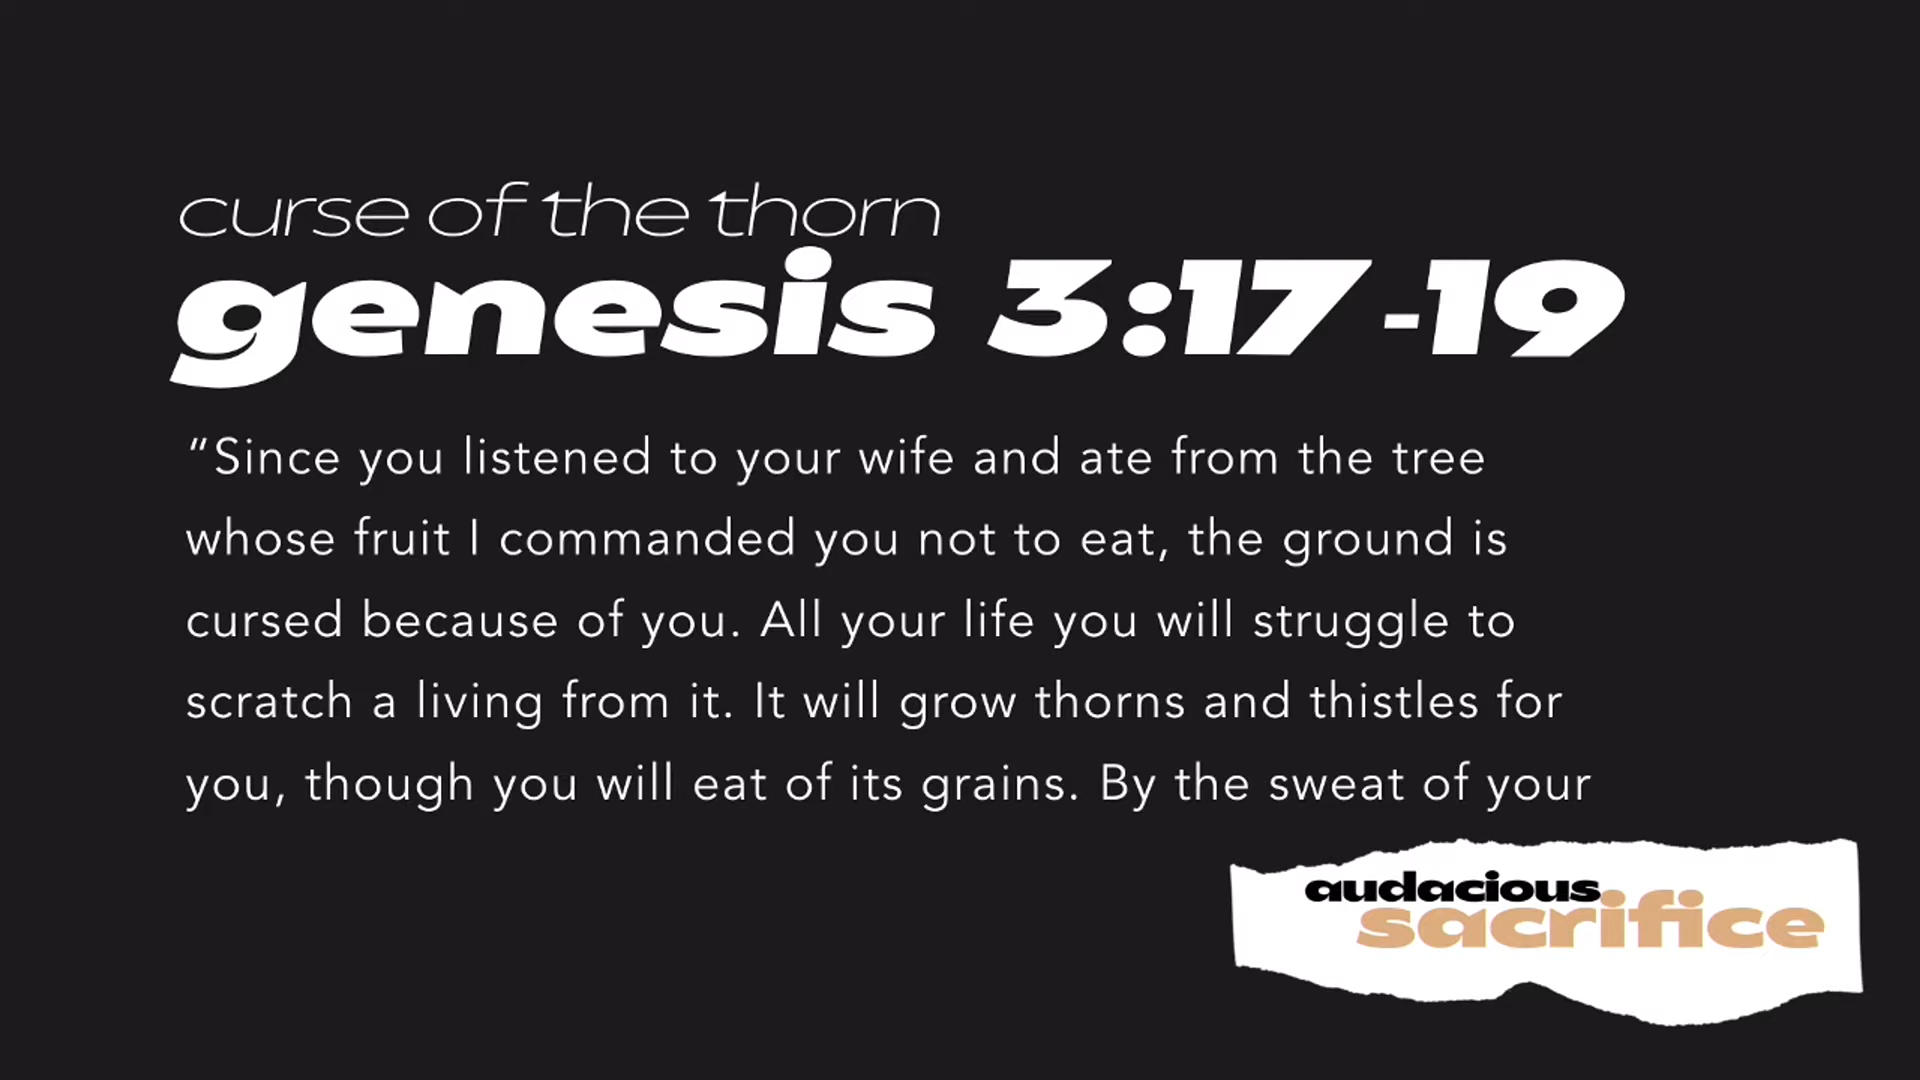 curse of the thorn
genesis 3:17-19
“Since you listened to your wife and ate from the tree
whose fruit I commanded you not to eat, the ground is
cursed because of you. All your life you will struggle to
scratch a living from it. It will grow thorns and thistles for
you, though you will eat of its grains. By the sweat of your
audacious
sacrifice